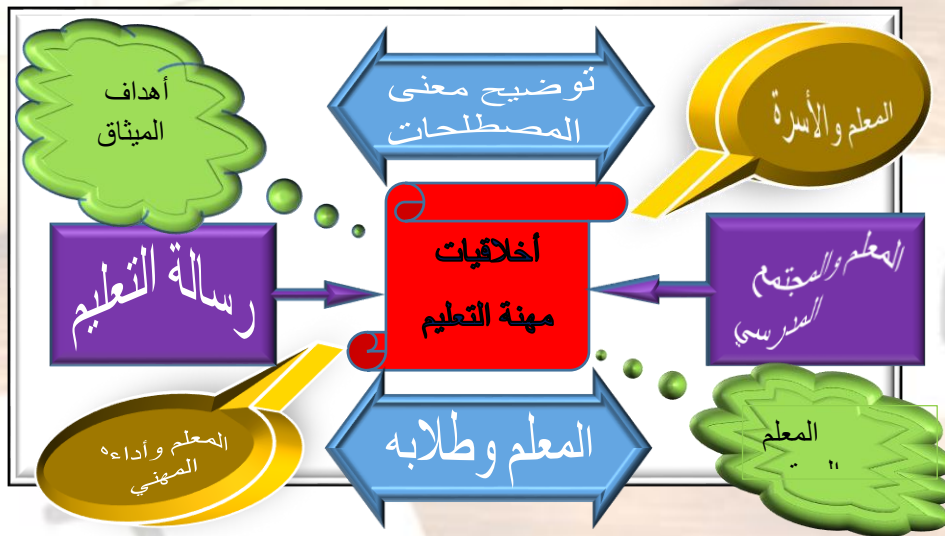 أهداف
الميثاق
توضيح معنى
المصطلحات
المعلم والأسرة
رسالة التعليم
أخلاقيات
مهنة التعليم
المعلم والمجتمع
المدرسي
المعلم وأداءه
المهني
المعلم وطلابه
المعلم